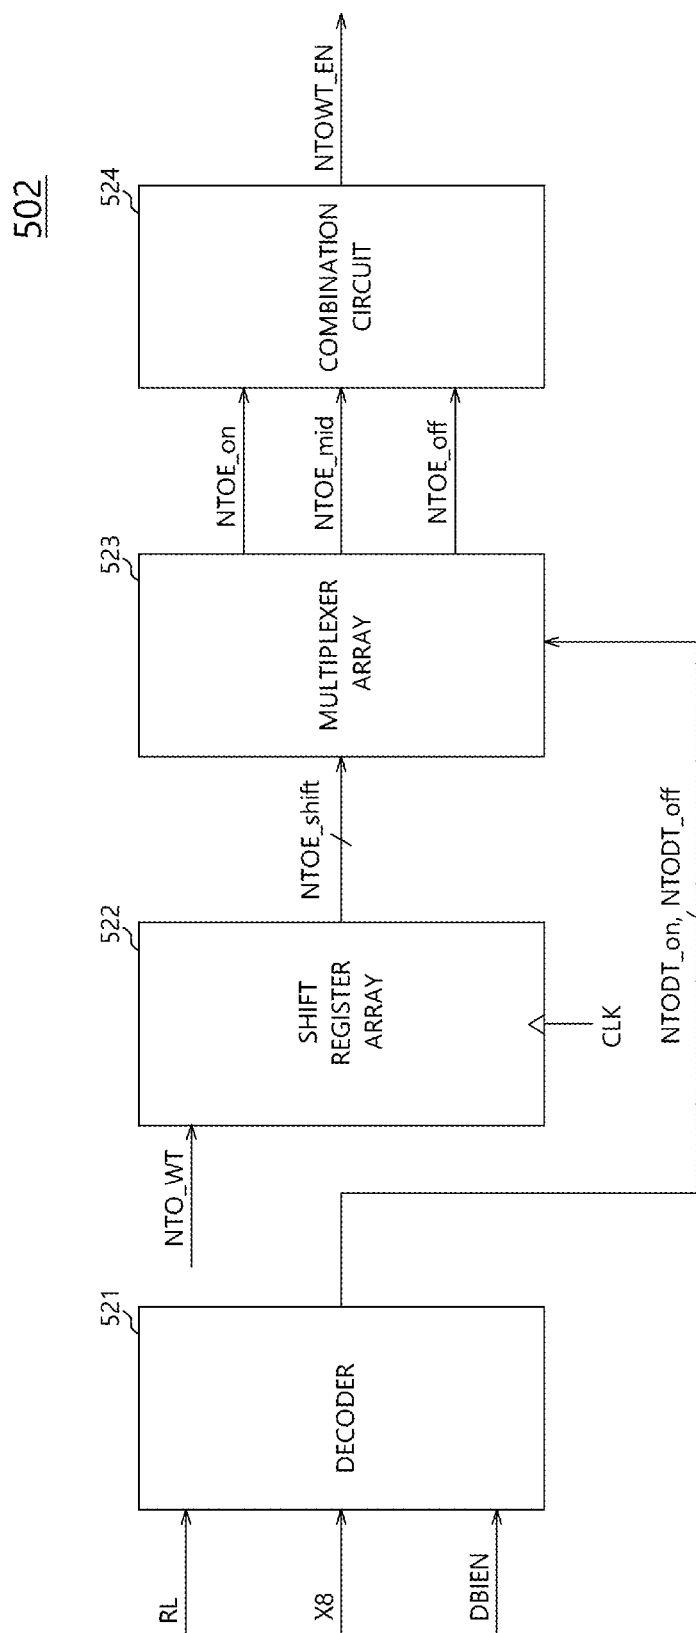 502
RL
X8
DBIEN
521
DECODER
NTO_WT
522
SHIFT
REGISTER
ARRAY
CLK
NTOE_shift
NTODT_on, NTODT_off
523
MULTIPLEXER
ARRAY
NTOE_on
NTOE_mid
NTOE_off
524
COMBINATION
CIRCUIT
NTOWT_EN